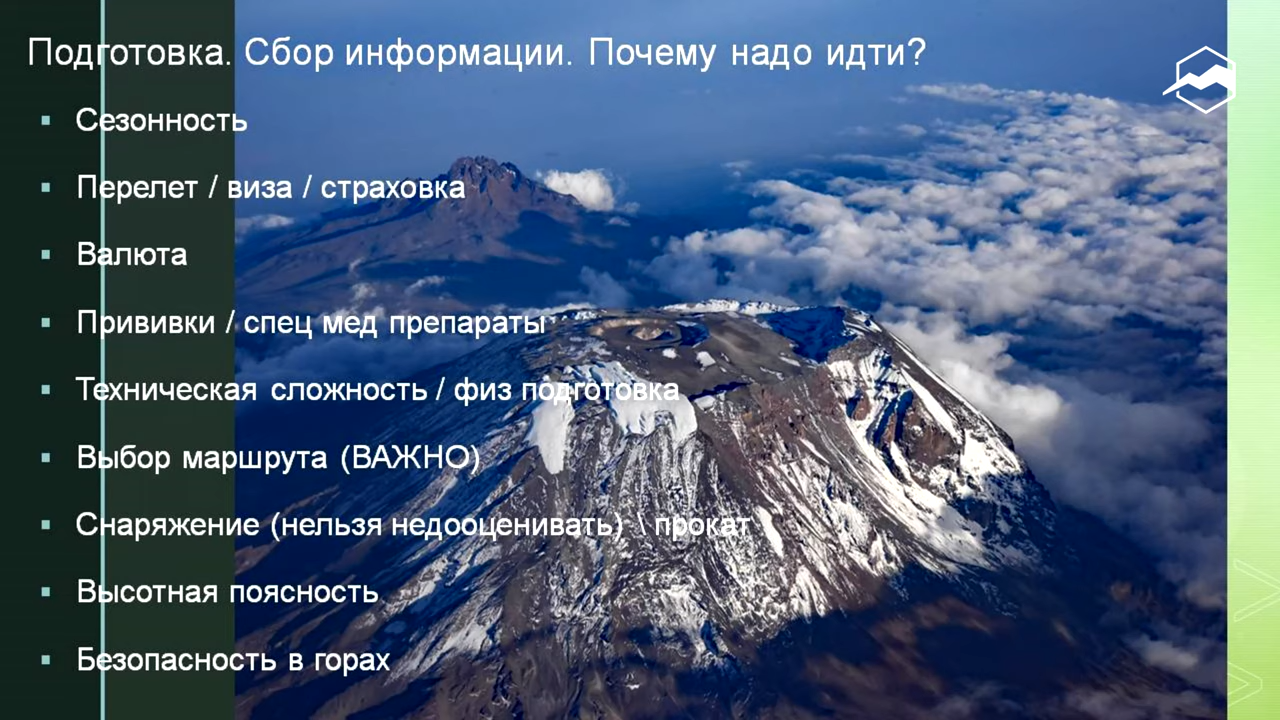 Подготовка. Сбор информации. Почему надо идти?
Сезонность
Перелет / виза / страховка
Валюта
Прививки / спец мед препараты
Техническая сложность / физ подготовка
Выбор маршрута (ВАЖНО)
Снаряжение (нельзя недооценивать) \ прокат
Высотная поясность
Безопасность в горах